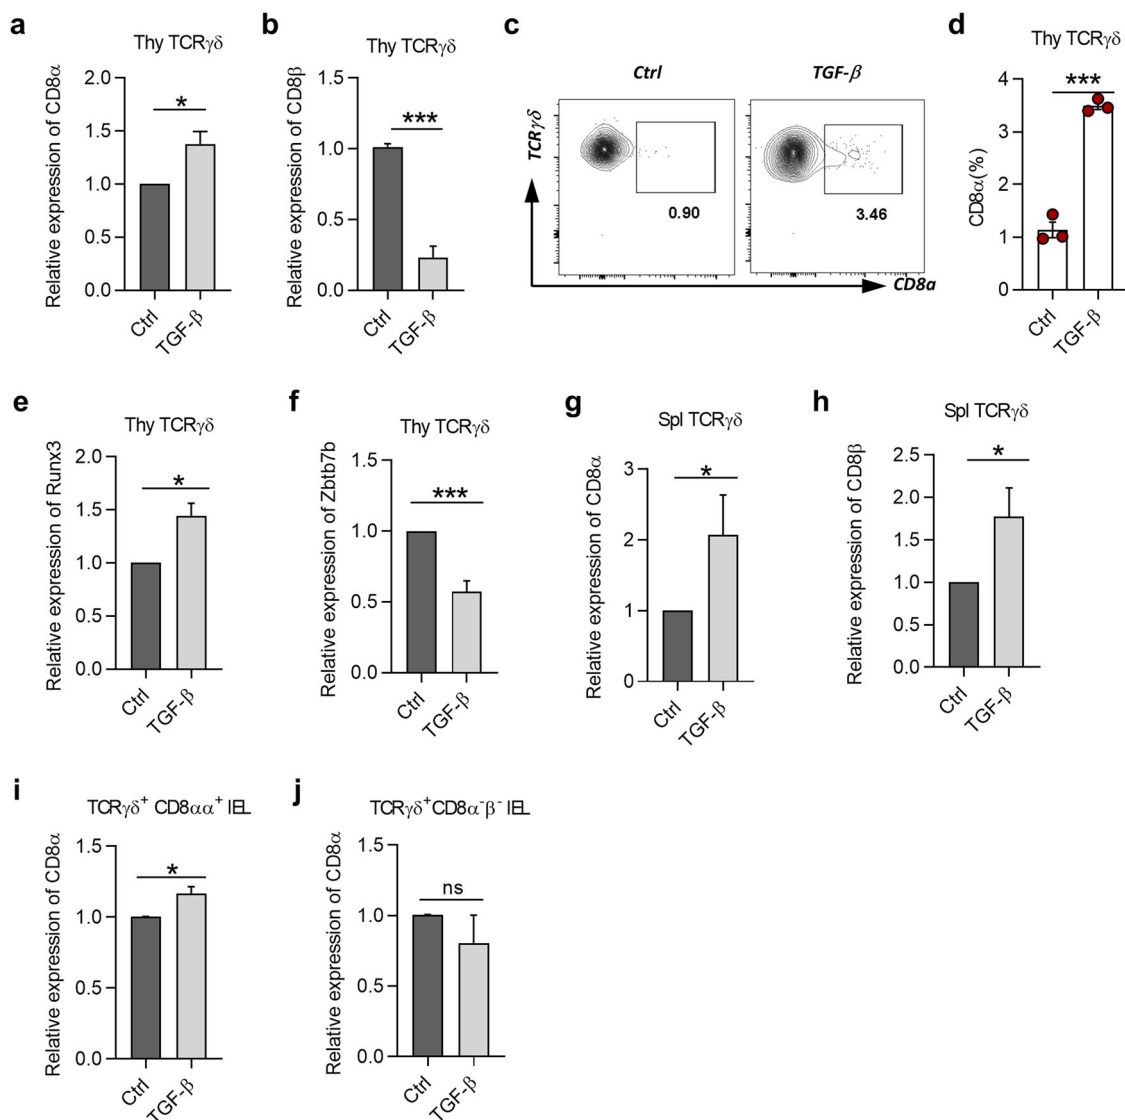 a
Thy TCRγδ
Relative expression of CD8α
2.0
1.5
1.0
0.5
0.0
*
Ctrl
TGF-β
b
Thy TCRγδ
Relative expression of CD8β
1.5
1.0
0.5
0.0
***
Ctrl
TGF-β
c
Ctrl
TGF-β
TCRγδ
0.90
3.46
CD8a
d
Thy TCRγδ
CD8α(%)
4
3
2
1
0
***
Ctrl
TGF-β
e
Thy TCRγδ
Relative expression of Runx3
2.0
1.5
1.0
0.5
0.0
*
Ctrl
TGF-β
f
Thy TCRγδ
Relative expression of Zbtb7b
1.5
1.0
0.5
0.0
***
Ctrl
TGF-β
g
Spl TCRγδ
Relative expression of CD8α
3
2
1
0
*
Ctrl
TGF-β
h
Spl TCRγδ
Relative expression of CD8β
2.5
2.0
1.5
1.0
0.5
0.0
*
Ctrl
TGF-β
i
TCRγδ⁺ CD8αα⁺ IEL
Relative expression of CD8α
1.5
1.0
0.5
0.0
*
Ctrl
TGF-β
j
TCRγδ⁺CD8α⁻β⁻ IEL
Relative expression of CD8α
1.5
1.0
0.5
0.0
ns
Ctrl
TGF-β